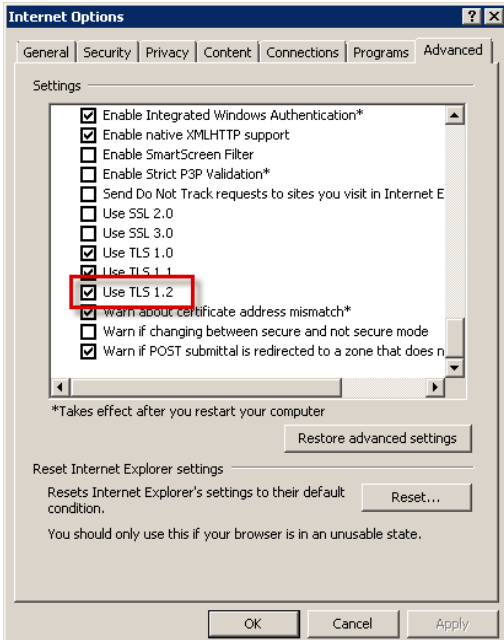 Internet Options
General Security Privacy Content Connections Programs Advanced
Settings
Enable Integrated Windows Authentication*
Enable native XMLHTTP support
Enable SmartScreen Filter
Enable Strict P3P Validation*
Send Do Not Track requests to sites you visit in Internet E
Use SSL 2.0
Use SSL 3.0
Use TLS 1.0
Use TLS 1.1
Use TLS 1.2
Warn about certificate address mismatch*
Warn if changing between secure and not secure mode
Warn if POST submittal is redirected to a zone that does n
*Takes effect after you restart your computer
Restore advanced settings
Reset Internet Explorer settings
Resets Internet Explorer's settings to their default
condition.
Reset...
You should only use this if your browser is in an unusable state.
OK Cancel Apply